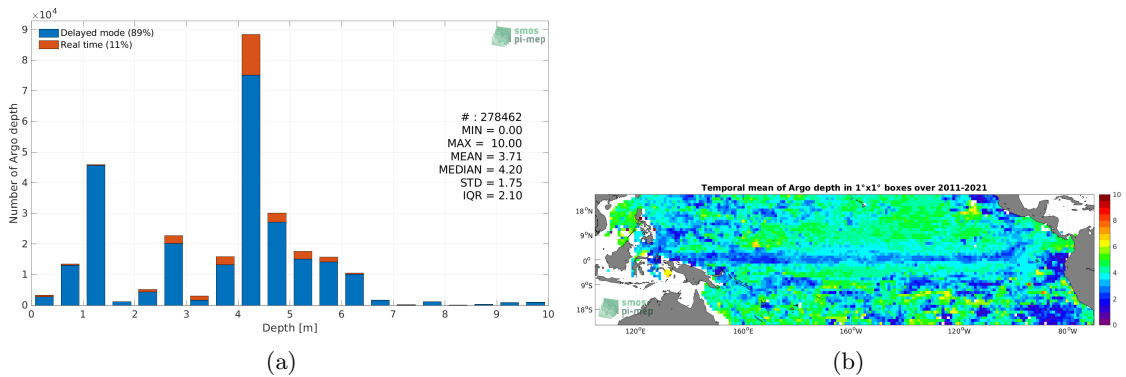 ×10⁴
9
8
7
6
5
4
3
2
1
0
Number of Argo depth
Delayed mode (89%)
Real time (11%)
smos
pi-mep
# : 278462
MIN = 0.00
MAX = 10.00
MEAN = 3.71
MEDIAN = 4.20
STD = 1.75
IQR = 2.10
0 1 2 3 4 5 6 7 8 9 10
Depth [m]
(a)
Temporal mean of Argo depth in 1°x1° boxes over 2011-2021
18°N
9°N
0°
9°S
18°S
smos
pi-mep
120°E 160°E 160°W 120°W 80°W
10
8
6
4
2
0
(b)